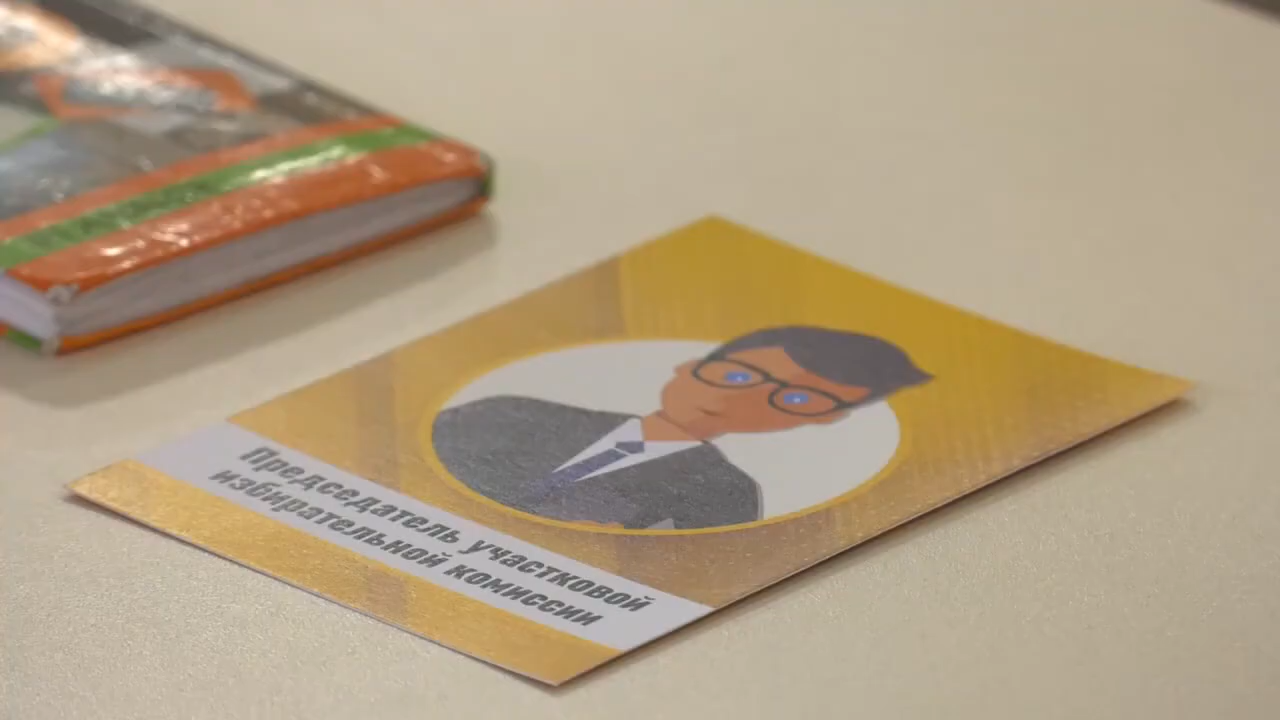 Председатель участковой
избирательной комиссии